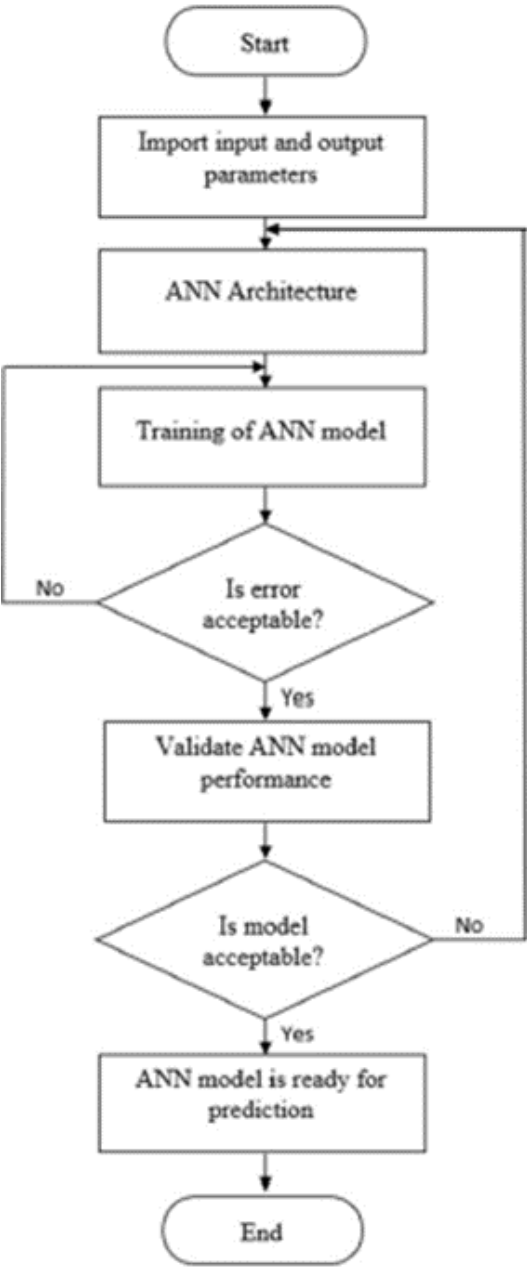 Start
Import input and output
parameters
ANN Architecture
Training of ANN model
Is error
acceptable?
No
Yes
Validate ANN model
performance
Is model
acceptable?
No
Yes
ANN model is ready for
prediction
End